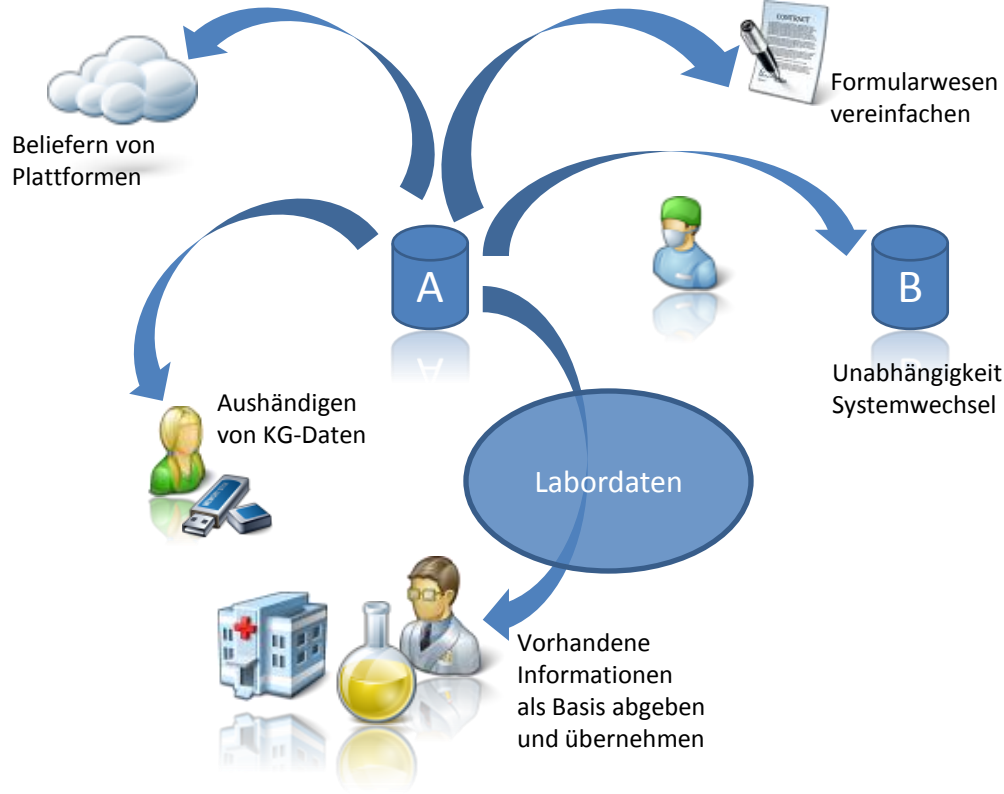 CONTRACT
Formularwesen
vereinfachen
Beliefern von
Plattformen
A
B
Unabhängigkeit
Systemwechsel
Aushändigen
von KG-Daten
Labordaten
Vorhandene
Informationen
als Basis abgeben
und übernehmen